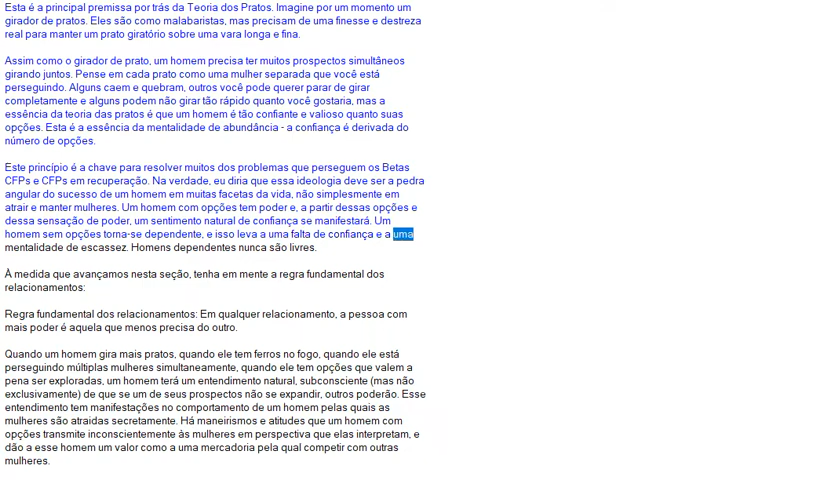 Esta é a principal premissa por trás da Teoria dos Pratos. Imagine por um momento um
girador de pratos. Eles são como malabaristas, mas precisam de uma finesse e destreza
real para manter um prato giratório sobre uma vara longa e fina.
Assim como o girador de prato, um homem precisa ter muitos prospectos simultâneos
girando juntos. Pense em cada prato como uma mulher separada que você está
perseguindo. Alguns caem e quebram, outros você pode querer parar de girar
completamente e alguns podem não girar tão rápido quanto você gostaria, mas a
essência da teoria das pratos é que um homem é tão confiante e valioso quanto suas
opções. Esta é a essência da mentalidade de abundância - a confiança é derivada do
número de opções.
Este princípio é a chave para resolver muitos dos problemas que perseguem os Betas
CFPs e CFPs em recuperação. Na verdade, eu diria que essa ideologia deve ser a pedra
angular do sucesso de um homem em muitas facetas da vida, não simplesmente em
atrair e manter mulheres. Um homem com opções tem poder e, a partir dessas opções e
dessa sensação de poder, um sentimento natural de confiança se manifestará. Um
homem sem opções torna-se dependente, e isso leva a uma falta de confiança e a uma
mentalidade de escassez. Homens dependentes nunca são livres.
À medida que avançamos nesta seção, tenha em mente a regra fundamental dos
relacionamentos:
Regra fundamental dos relacionamentos: Em qualquer relacionamento, a pessoa com
mais poder é aquela que menos precisa do outro.
Quando um homem gira mais pratos, quando ele tem ferros no fogo, quando ele está
perseguindo múltiplas mulheres simultaneamente, quando ele tem opções que valem a
pena ser exploradas, um homem terá um entendimento natural, subconsciente (mas não
exclusivamente) de que se um de seus prospectos não se expandir, outros poderão. Esse
entendimento tem manifestações no comportamento de um homem pelas quais as
mulheres são atraidas secretamente. Há maneirismos e atitudes que um homem com
opções transmite inconscientemente às mulheres em perspectiva que elas interpretam, e
dão a esse homem um valor como a uma mercadoria pela qual competir com outras
mulheres.